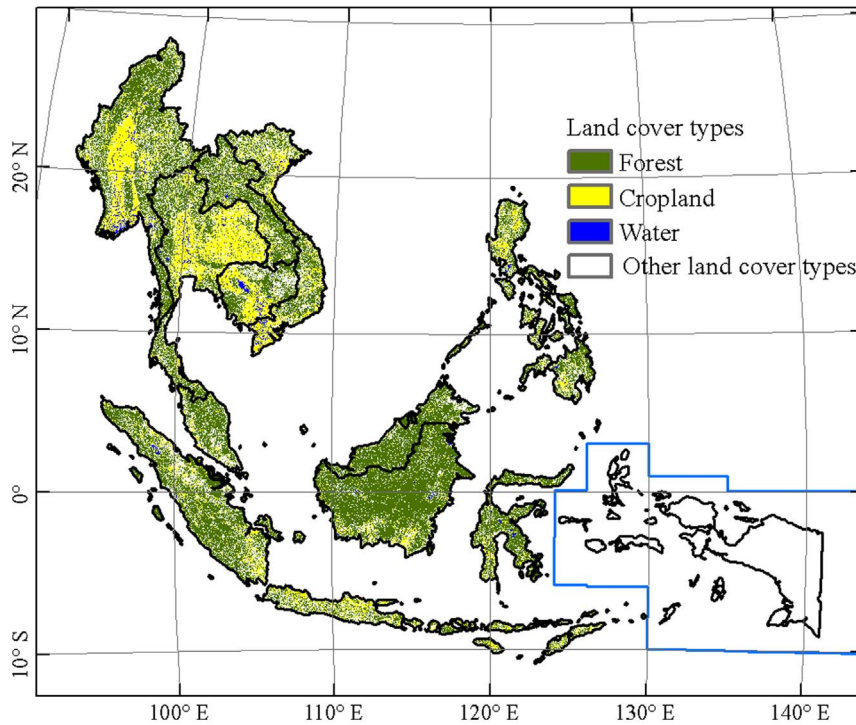 Land cover types
Forest
Cropland
Water
Other land cover types
20° N
10° N
0°
10° S
100° E
110° E
120° E
130° E
140° E